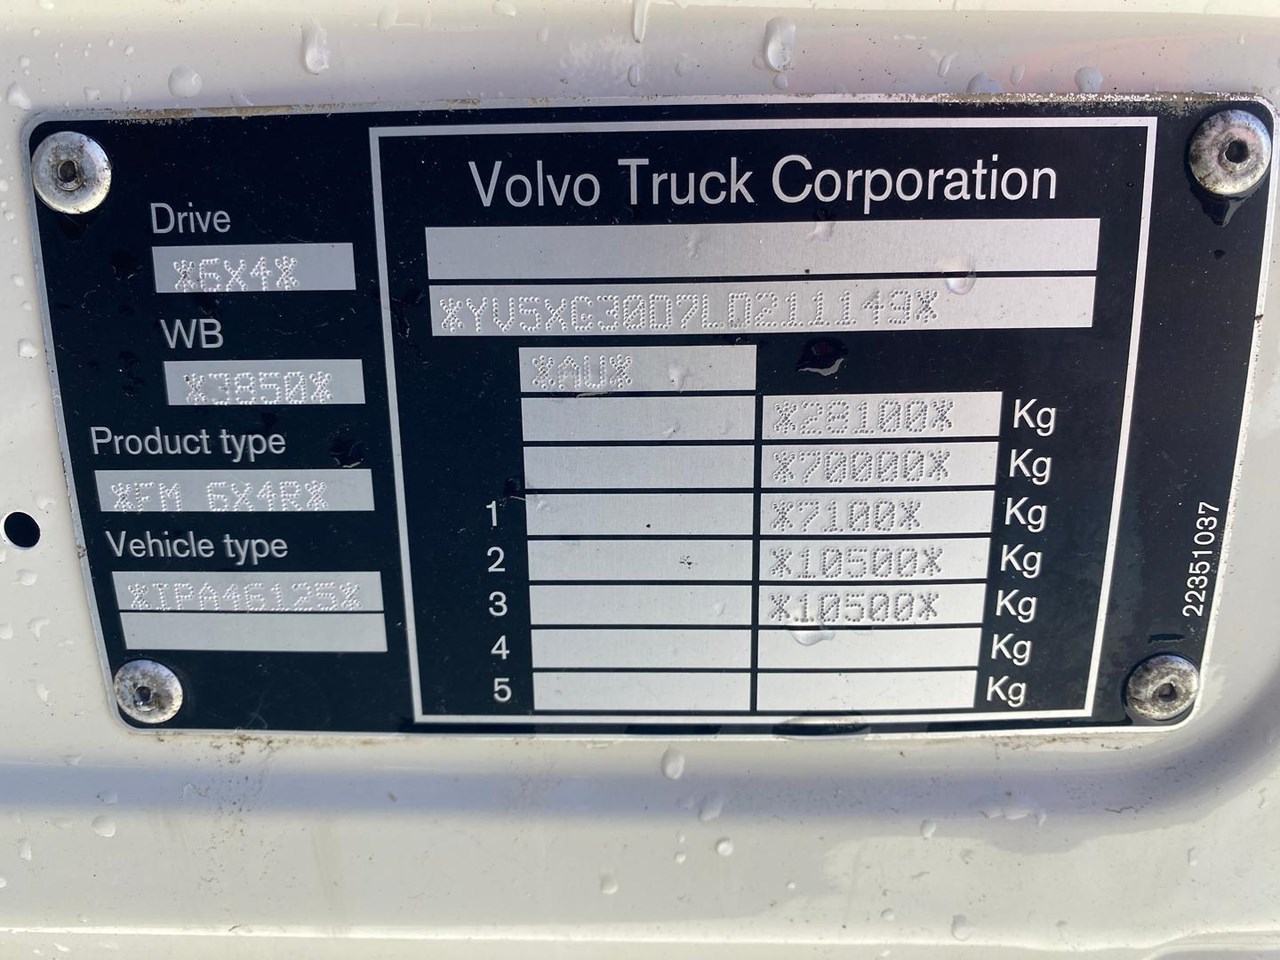 Volvo Truck Corporation
Drive
*6X4*
WB
*3850*
Product type
*FM 6X4R*
Vehicle type
*IPA46125*
*YV5XG30D7LD211149*
*AU*
*28100* Kg
*70000* Kg
1 *7100* Kg
2 *10500* Kg
3 *10500* Kg
4 Kg
5 Kg
22351037